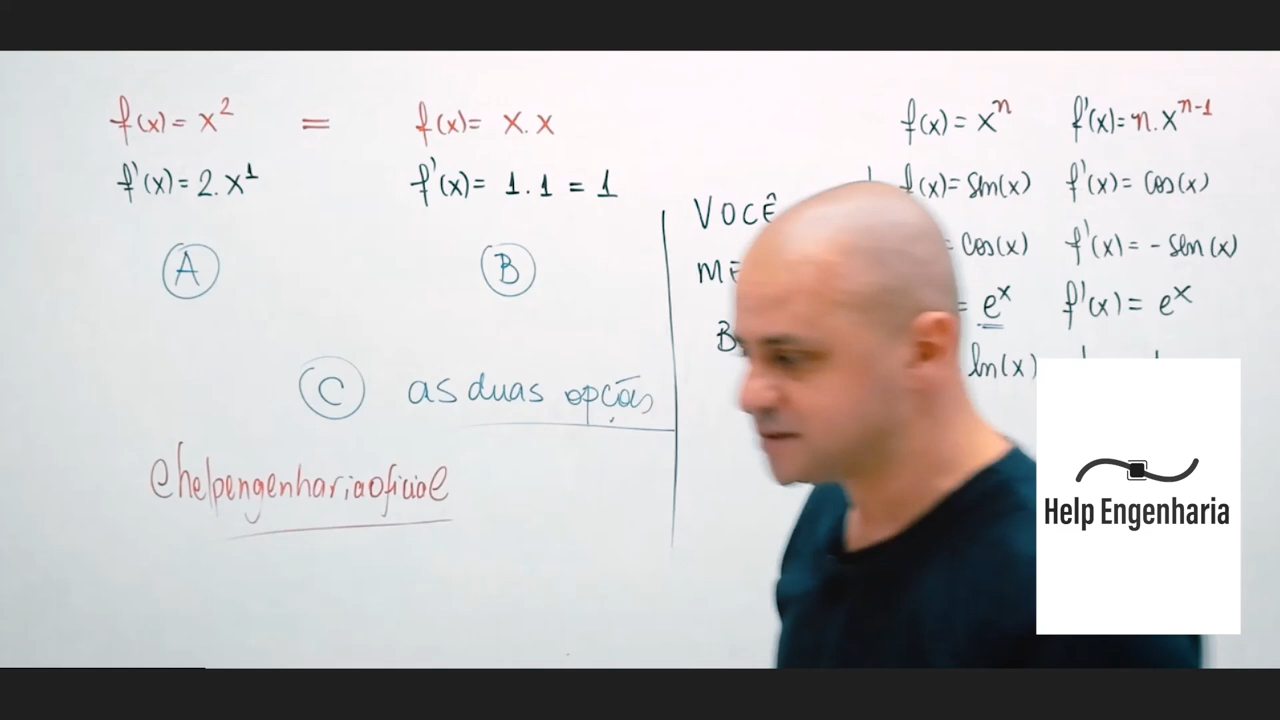 f(x) = x² = f(x) = x . x
f'(x) = 2 . x¹ f'(x) = 1 . 1 = 1
A B
C as duas opções
@helpengenhariaoficial
VOCÊ
f(x) = xⁿ f'(x) = n . xⁿ⁻¹
f(x) = sen(x) f'(x) = cos(x)
= cos(x) f'(x) = - sen(x)
= eˣ f'(x) = eˣ
ln(x)
Help Engenharia